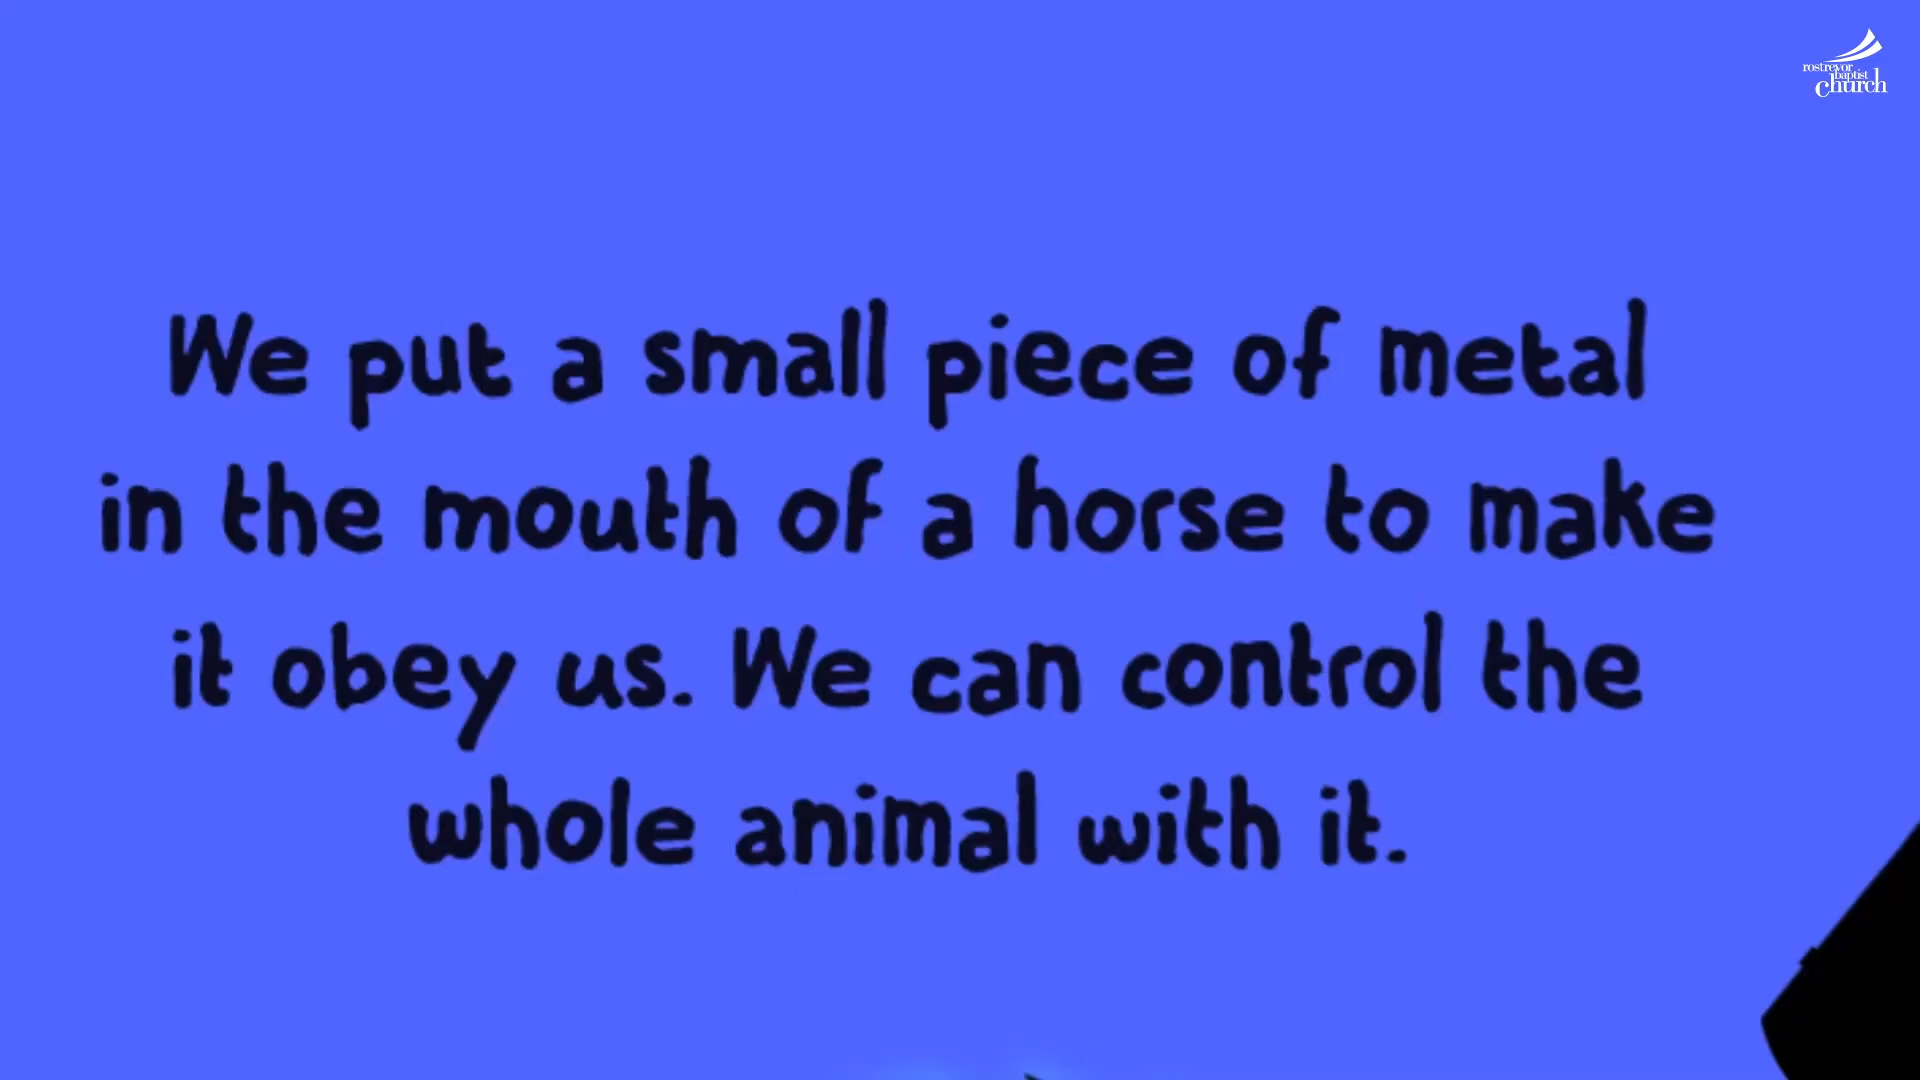 rostrevor
baptist
church
We put a small piece of metal
in the mouth of a horse to make
it obey us. We can control the
whole animal with it.